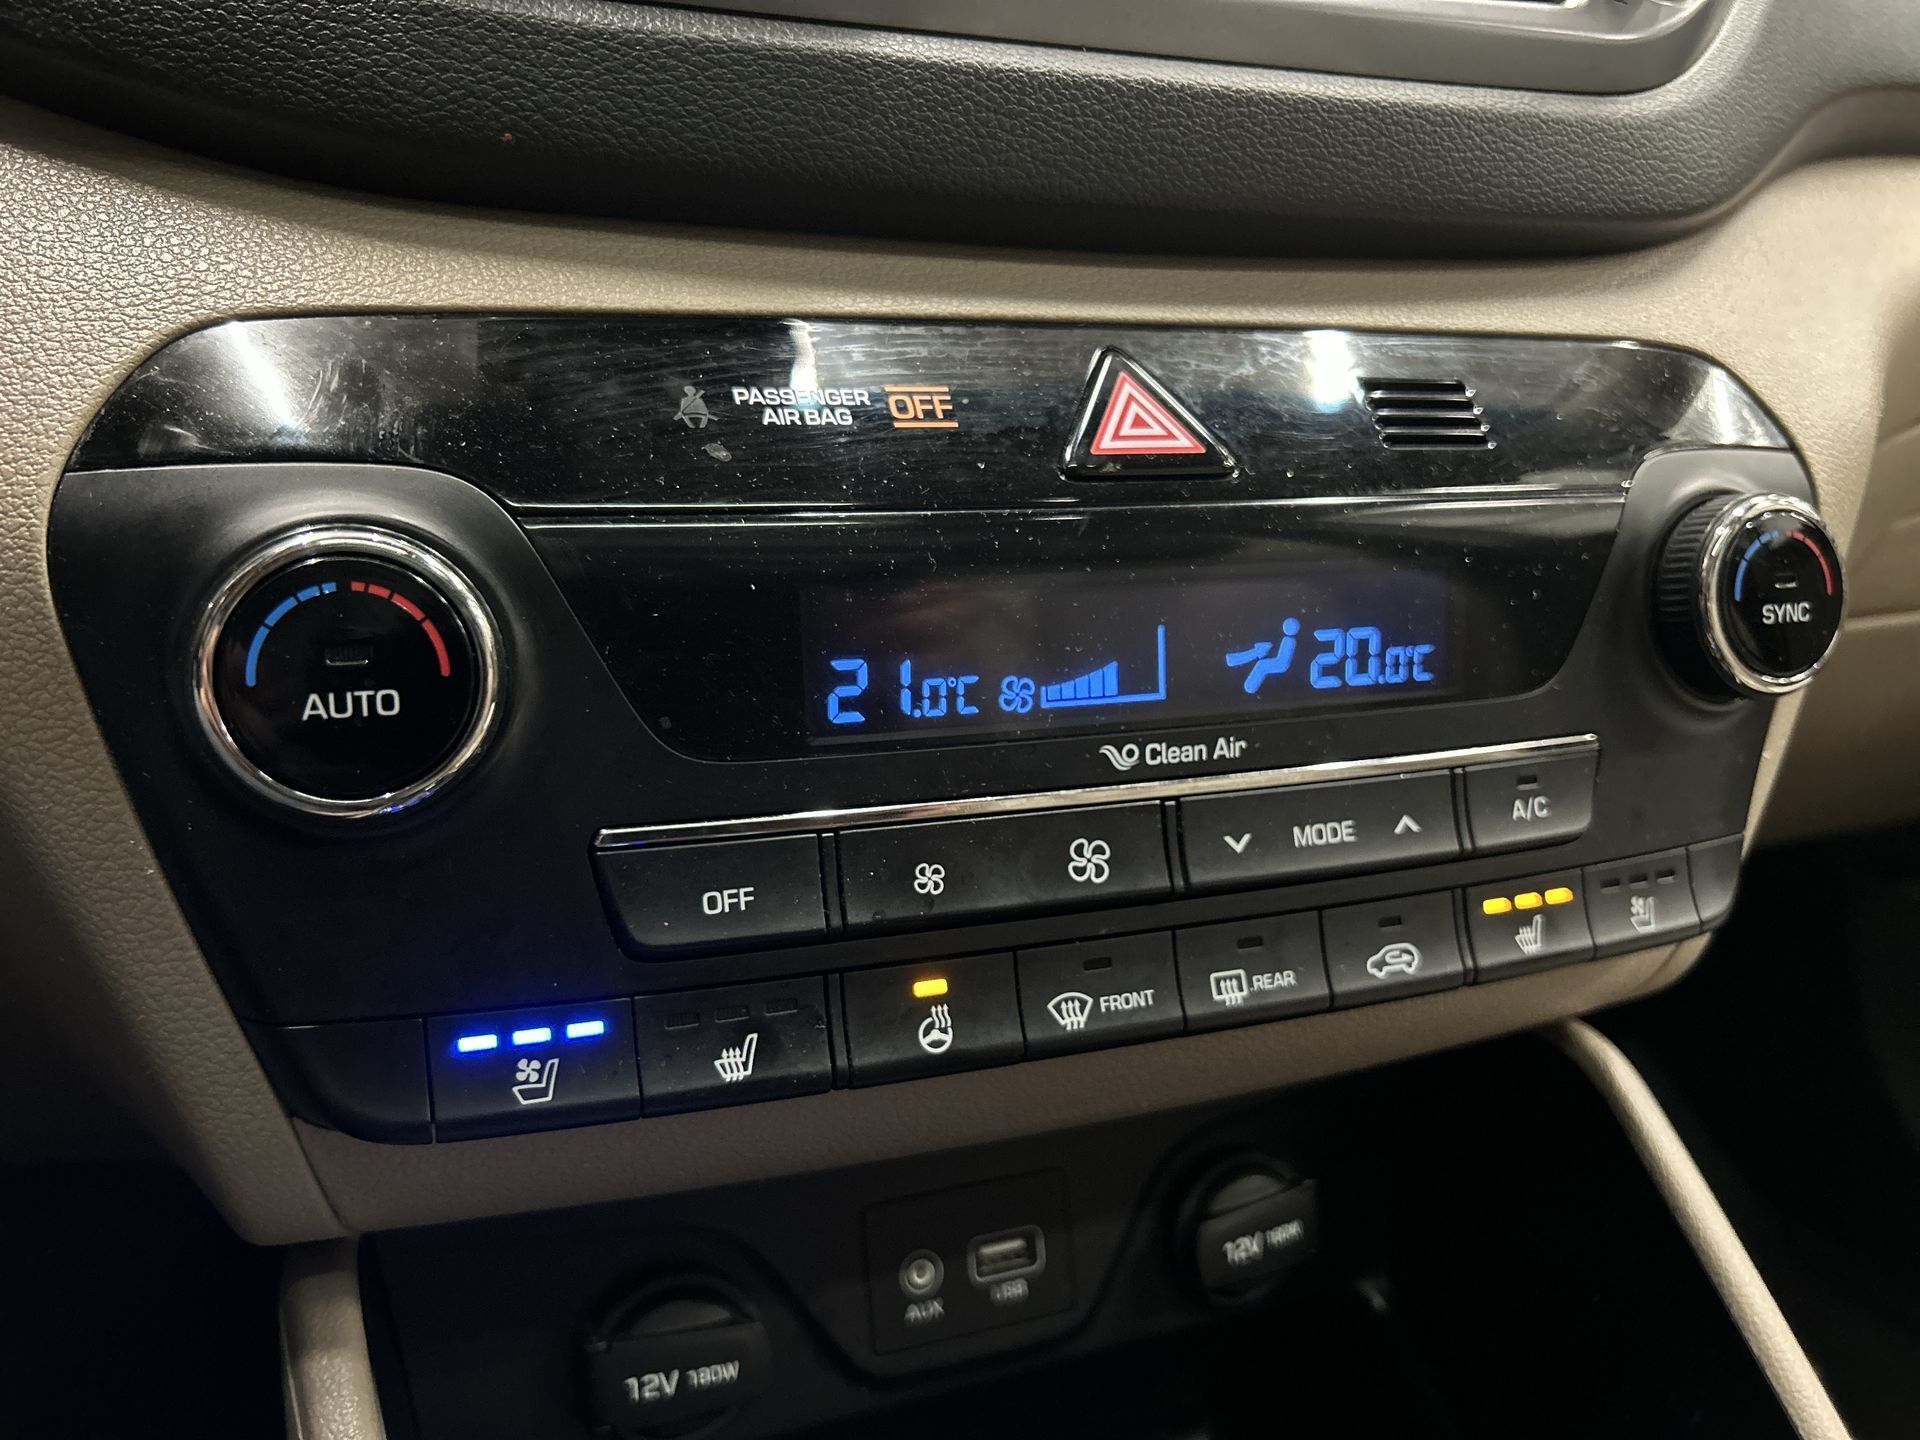 PASSENGER
AIR BAG
OFF
AUTO
21.0°C
20.0°C
SYNC
Clean Air
OFF
MODE
A/C
FRONT
REAR
AUX
USB
12V 180W
12V 180W